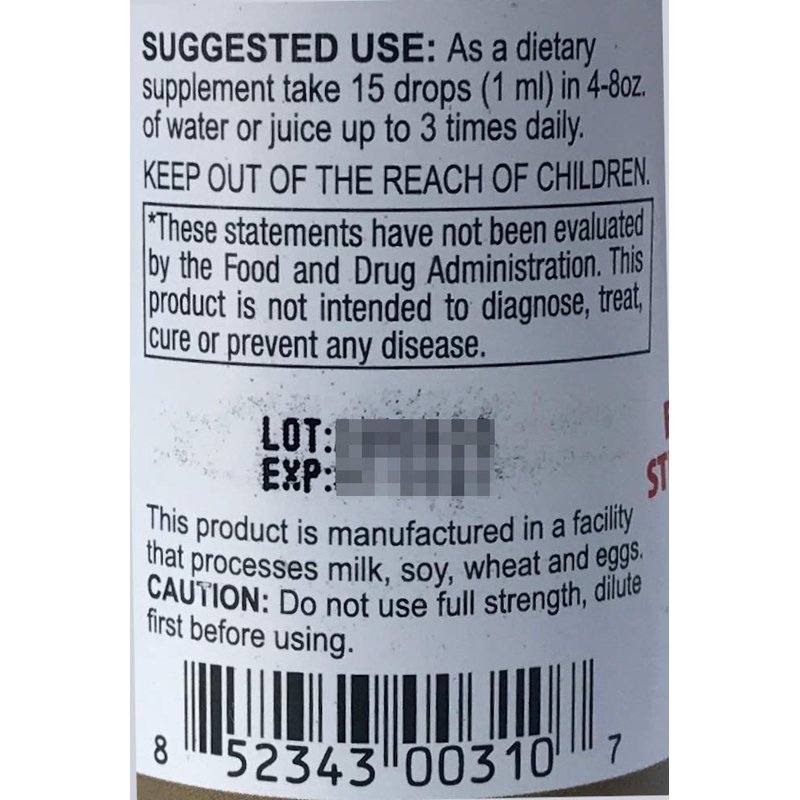 SUGGESTED USE: As a dietary
supplement take 15 drops (1 ml) in 4-8oz.
of water or juice up to 3 times daily.
KEEP OUT OF THE REACH OF CHILDREN.
*These statements have not been evaluated
by the Food and Drug Administration. This
product is not intended to diagnose, treat,
cure or prevent any disease.
LOT:
EXP:
This product is manufactured in a facility
that processes milk, soy, wheat and eggs.
CAUTION: Do not use full strength, dilute
first before using.
8 52343 00310 7